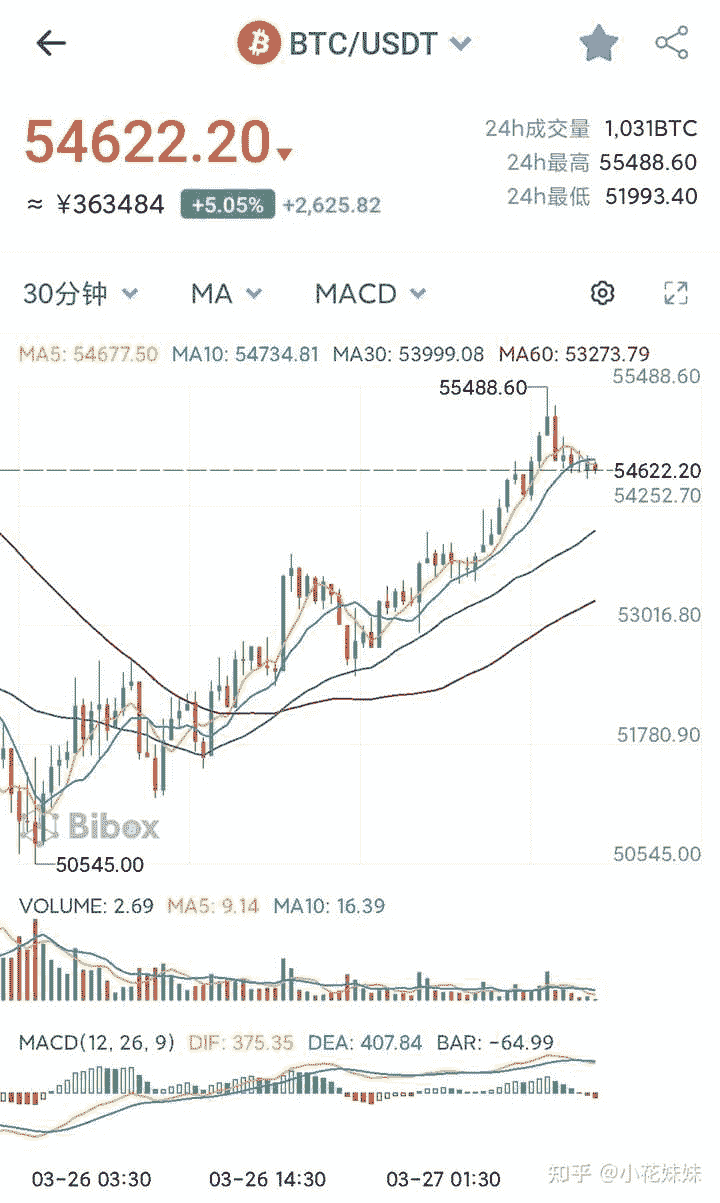 BTC/USDT
54622.20
24h成交量 1,031BTC
24h最高 55488.60
24h最低 51993.40
≈ ¥363484 +5.05% +2,625.82
30分钟 MA MACD
MA5: 54677.50 MA10: 54734.81 MA30: 53999.08 MA60: 53273.79
55488.60
55488.60
54622.20
54252.70
53016.80
51780.90
Bibox
50545.00
50545.00
VOLUME: 2.69 MA5: 9.14 MA10: 16.39
MACD(12, 26, 9) DIF: 375.35 DEA: 407.84 BAR: -64.99
03-26 03:30 03-26 14:30 03-27 01:30
知乎 @小花妹妹